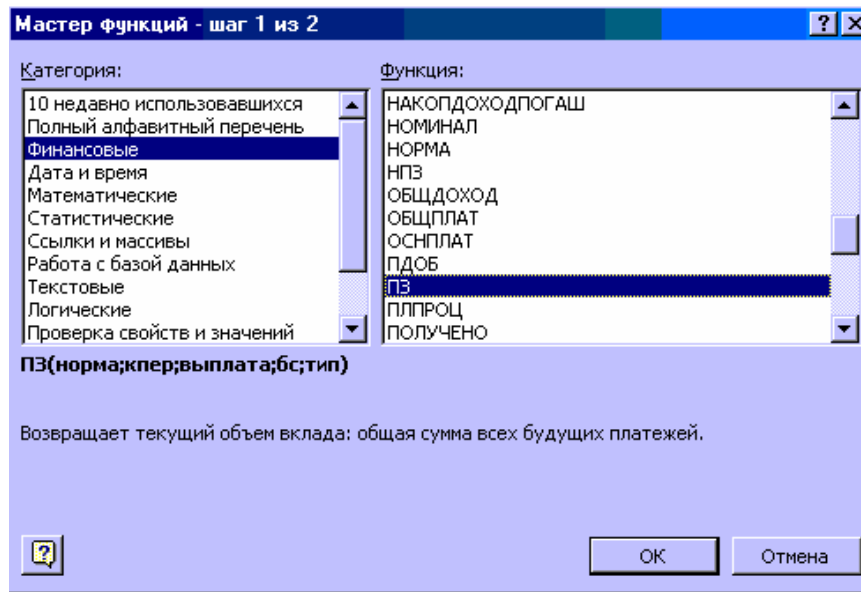 Мастер функций - шаг 1 из 2
Категория:
Функция:
10 недавно использовавшихся
Полный алфавитный перечень
Финансовые
Дата и время
Математические
Статистические
Ссылки и массивы
Работа с базой данных
Текстовые
Логические
Проверка свойств и значений
НАКОПДОХОДПОГАШ
НОМИНАЛ
НОРМА
НПЗ
ОБЩДОХОД
ОБЩПЛАТ
ОСНПЛАТ
ПДОБ
ПЗ
ПЛПРОЦ
ПОЛУЧЕНО
ПЗ(норма;кпер;выплата;бс;тип)
Возвращает текущий объем вклада: общая сумма всех будущих платежей.
ОК
Отмена